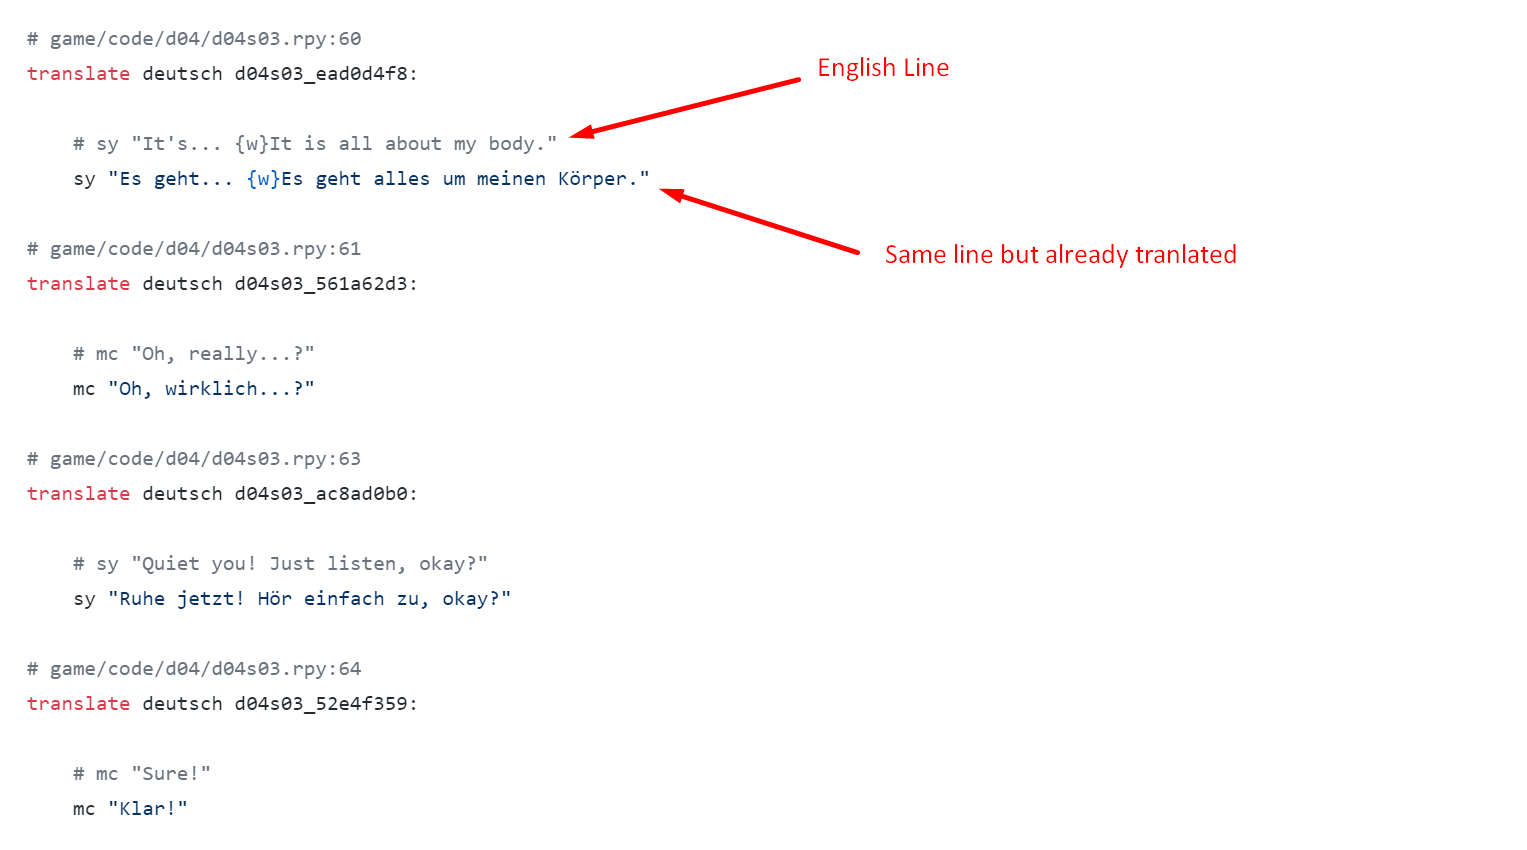 # game/code/d04/d04s03.rpy:60
English Line
translate deutsch d04s03_ead0d4f8:
# sy "It's... {w}It is all about my body."
sy "Es geht... {w}Es geht alles um meinen Körper."
# game/code/d04/d04s03.rpy:61
Same line but already tranlated
translate deutsch d04s03_561a62d3:
# mc "Oh, really...?"
mc "Oh, wirklich...?"
# game/code/d04/d04s03.rpy:63
translate deutsch d04s03_ac8ad0b0:
# sy "Quiet you! Just listen, okay?"
sy "Ruhe jetzt! Hör einfach zu, okay?"
# game/code/d04/d04s03.rpy:64
translate deutsch d04s03_52e4f359:
# mc "Sure!"
mc "Klar!"